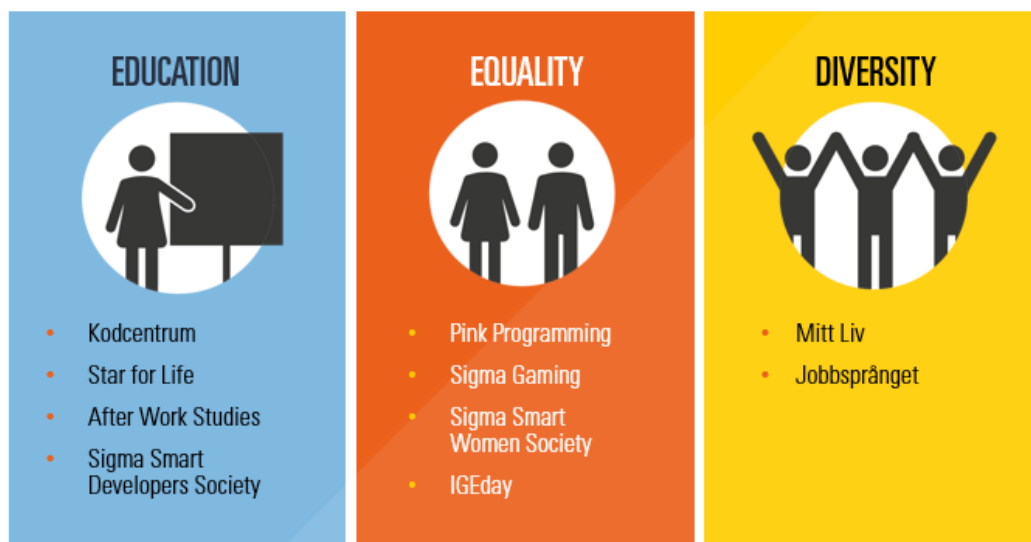 EDUCATION
Kodcentrum
Star for Life
After Work Studies
Sigma Smart
Developers Society
EQUALITY
Pink Programming
Sigma Gaming
Sigma Smart
Women Society
IGEday
DIVERSITY
Mitt Liv
Jobbsprånget